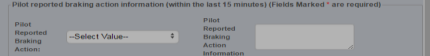 Pilot reported braking action information (within the last 15 minutes) (Fields Marked * are required)
Pilot
Reported
Braking
Action:
--Select Value--
Pilot
Reported
Braking
Action
Information